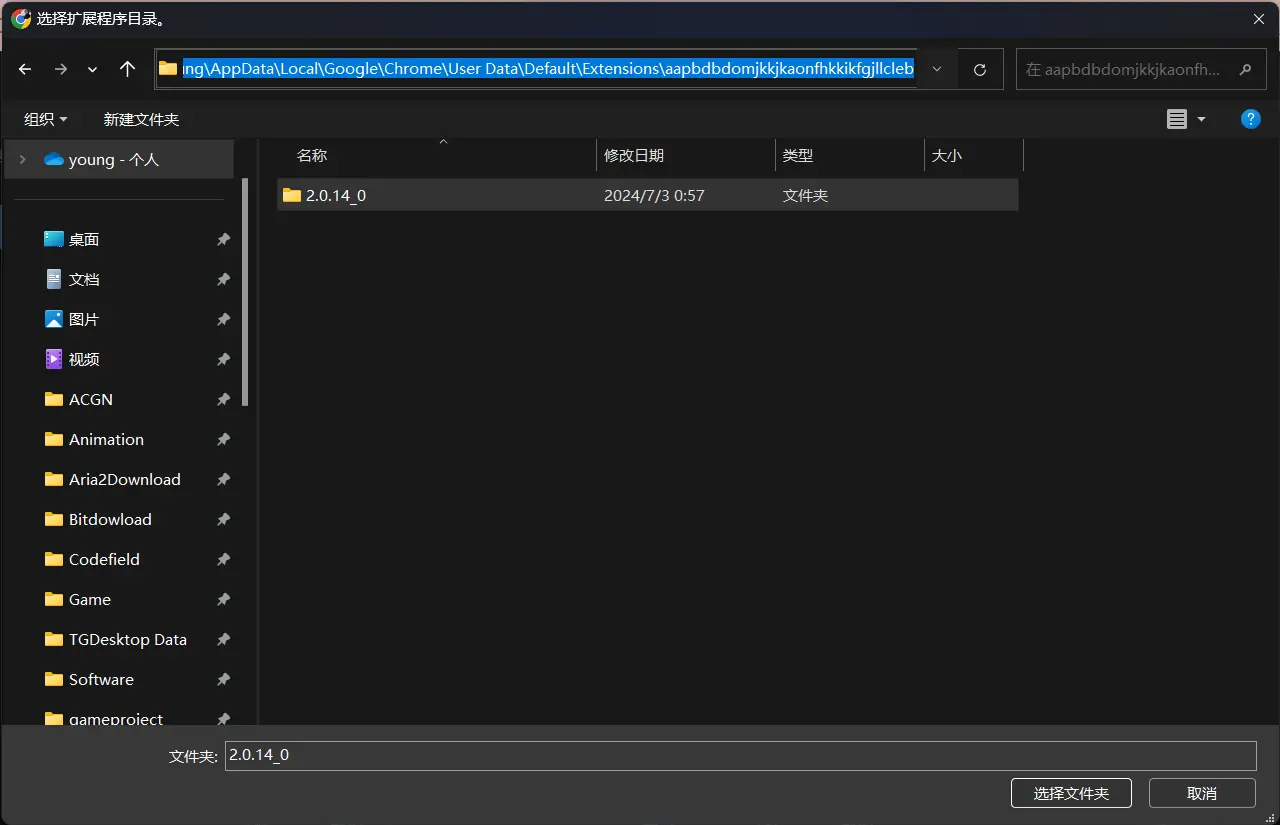 选择扩展程序目录。
ung\AppData\Local\Google\Chrome\User Data\Default\Extensions\aapbdbdomjkkjkaonfhkkikfgjllcleb
在 aapbdbdomjkkjkaonfh...
组织
新建文件夹
young - 个人
名称
修改日期
类型
大小
2.0.14_0
2024/7/3 0:57
文件夹
桌面
文档
图片
视频
ACGN
Animation
Aria2Download
Bitdowload
Codefield
Game
TGDesktop Data
Software
gameproject
文件夹:
2.0.14_0
选择文件夹
取消